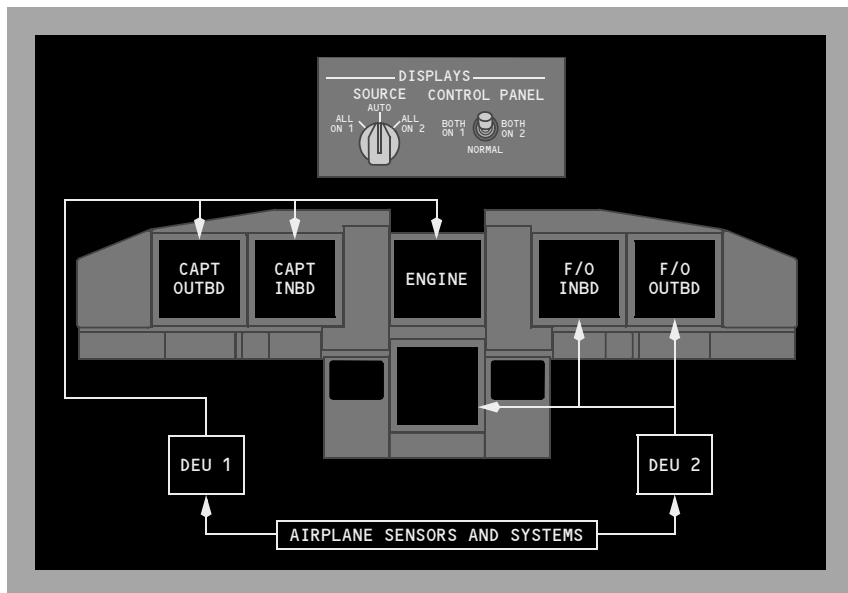 DISPLAYS
SOURCE
CONTROL PANEL
AUTO
ALL
ON 1
ALL
ON 2
BOTH
ON 1
BOTH
ON 2
NORMAL
CAPT
OUTBD
CAPT
INBD
ENGINE
F/O
INBD
F/O
OUTBD
DEU 1
DEU 2
AIRPLANE SENSORS AND SYSTEMS